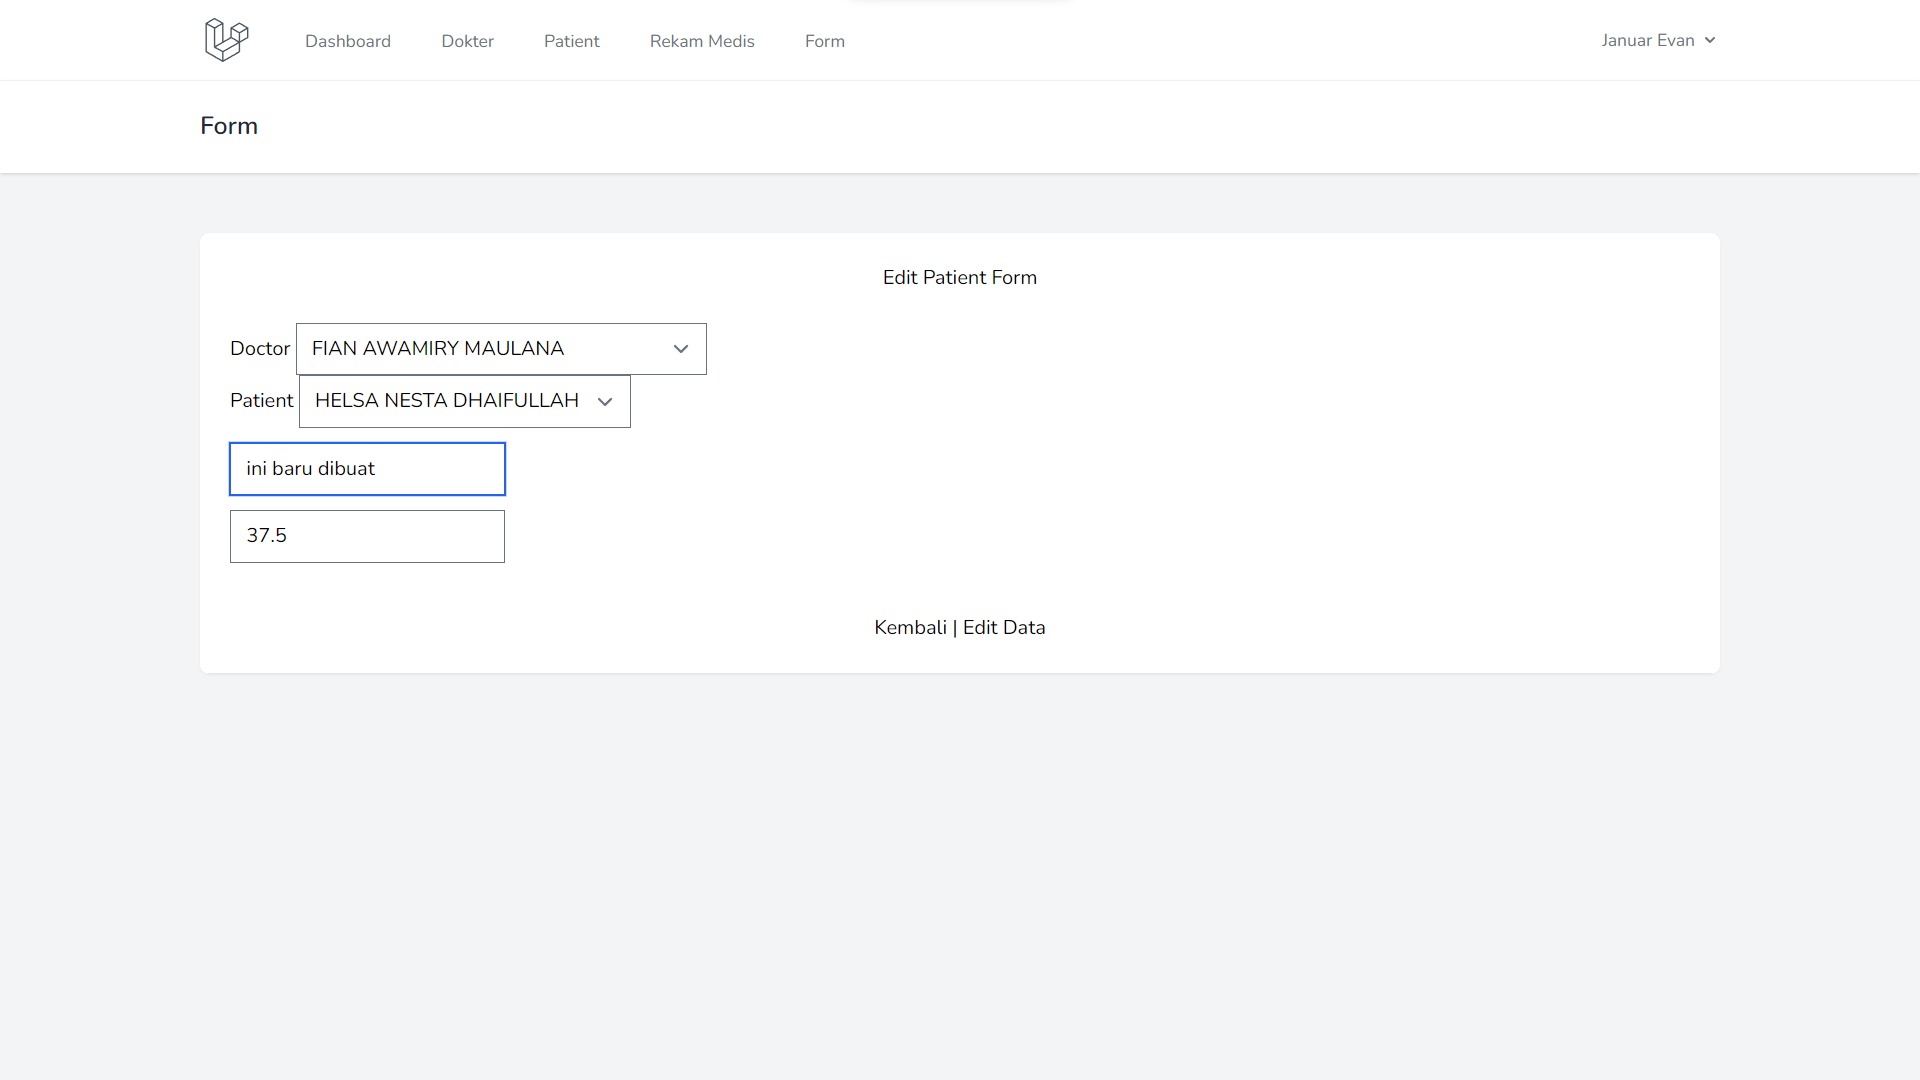 Dashboard Dokter Patient Rekam Medis Form Januar Evan
Form
Edit Patient Form
Doctor FIAN AWAMIRY MAULANA
Patient HELSA NESTA DHAIFULLAH
ini baru dibuat
37.5
Kembali | Edit Data